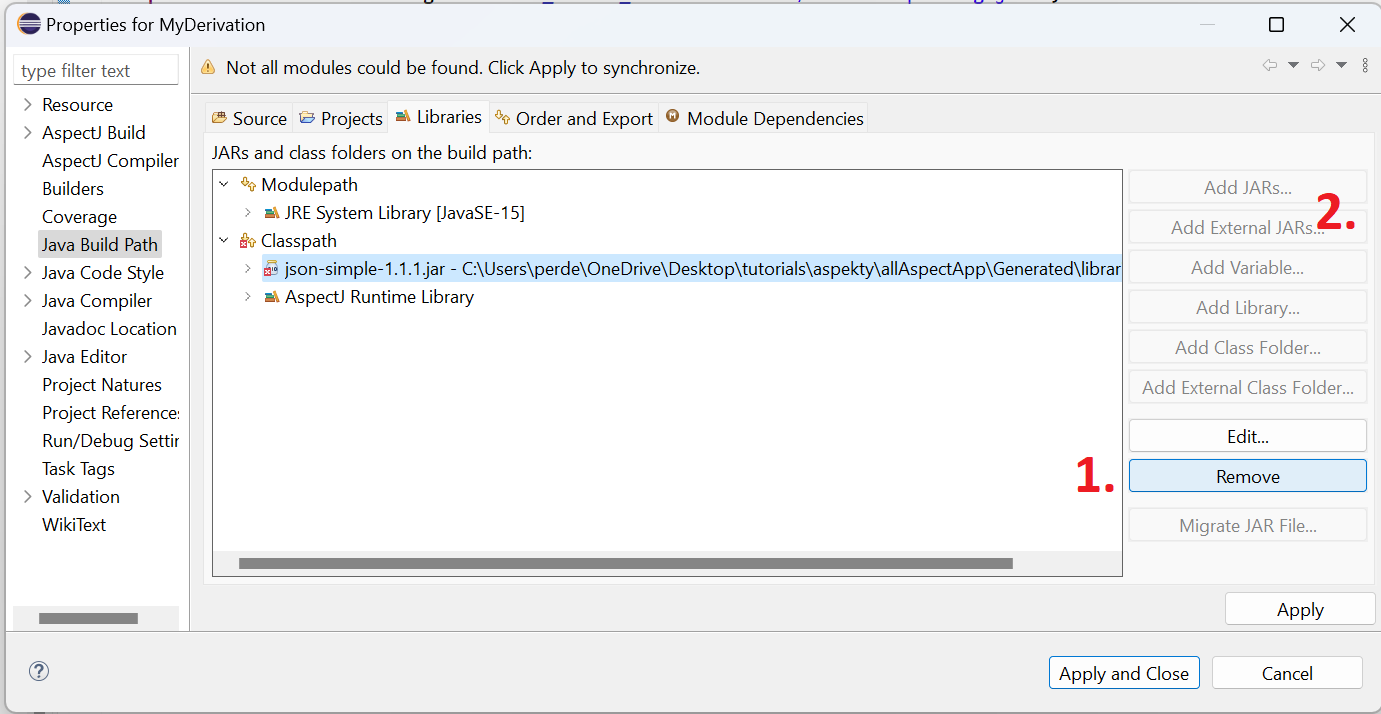 Properties for MyDerivation
type filter text
Not all modules could be found. Click Apply to synchronize.
Resource
AspectJ Build
AspectJ Compiler
Builders
Coverage
Java Build Path
Java Code Style
Java Compiler
Javadoc Location
Java Editor
Project Natures
Project References
Run/Debug Settin
Task Tags
Validation
WikiText
Source
Projects
Libraries
Order and Export
Module Dependencies
JARs and class folders on the build path:
Modulepath
JRE System Library [JavaSE-15]
Classpath
json-simple-1.1.1.jar - C:\Users\perde\OneDrive\Desktop\tutorials\aspekty\allAspectApp\Generated\librar
AspectJ Runtime Library
Add JARs...
2.
Add External JARs...
Add Variable...
Add Library...
Add Class Folder...
Add External Class Folder...
Edit...
1.
Remove
Migrate JAR File...
Apply
Apply and Close
Cancel